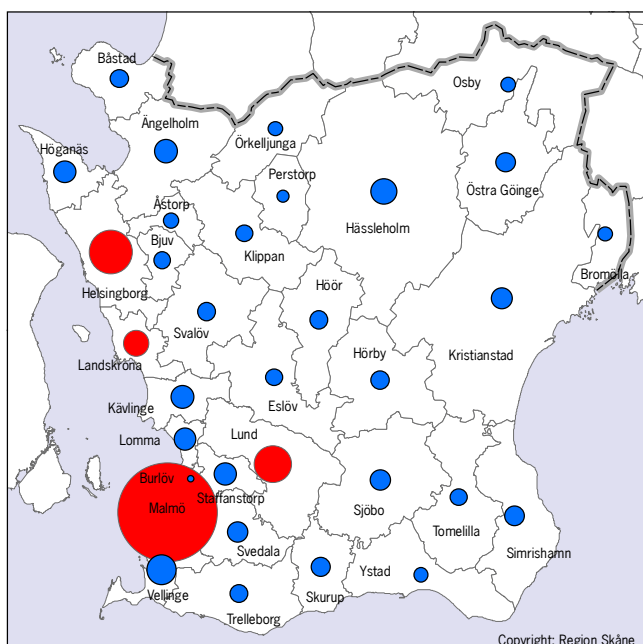 Båstad
Osby
Ängelholm
Örkelljunga
Höganäs
Perstorp
Östra Göinge
Åstorp
Hässleholm
Bjuv
Klippan
Bromölla
Höör
Helsingborg
Svalöv
Hörby
Kristianstad
Landskrona
Eslöv
Kävlinge
Lund
Lomma
Burlöv
Staffanstorp
Malmö
Sjöbo
Tomelilla
Svedala
Simrishamn
Ystad
Vellinge
Skurup
Trelleborg
Copyright: Region Skåne